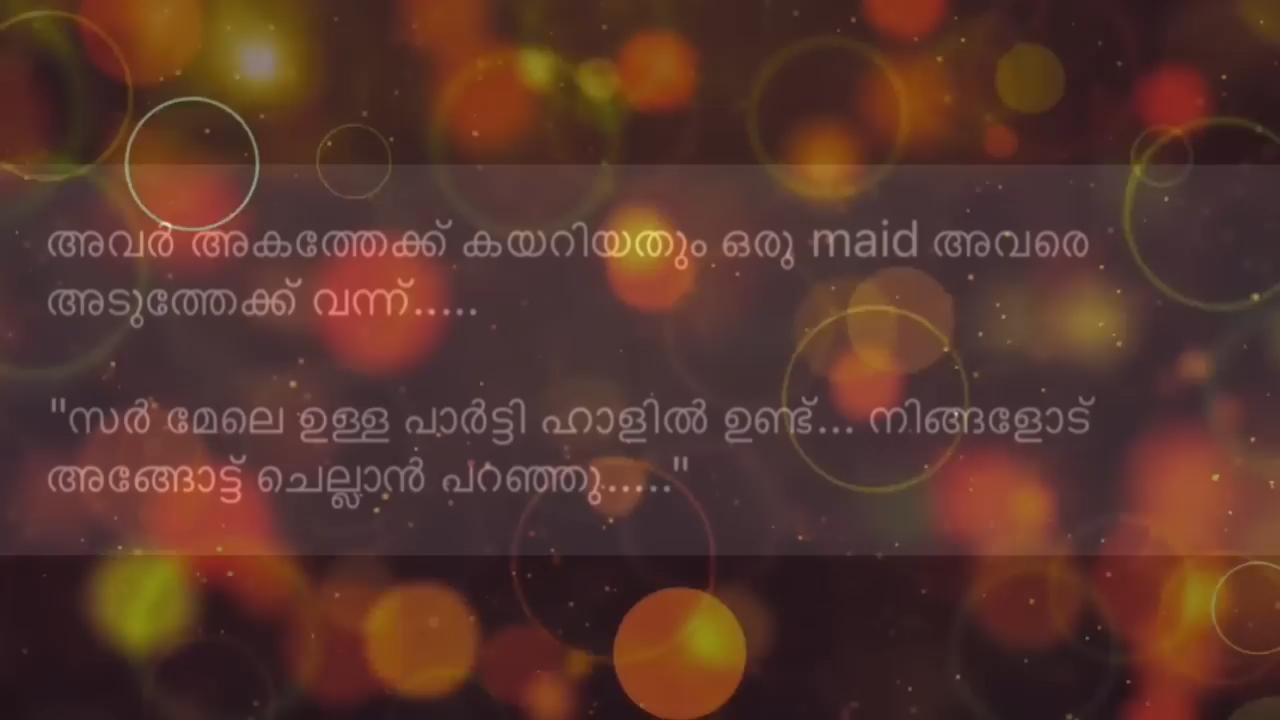 അവർ അകത്തേക്ക് കയറിയതും ഒരു maid അവരെ
അടുത്തേക്ക് വന്ന്.....
"സർ മേലെ ഉള്ള പാർട്ടി ഹാളിൽ ഉണ്ട്... നിങ്ങളോട്
അങ്ങോട്ട് ചെല്ലാൻ പറഞ്ഞു....."